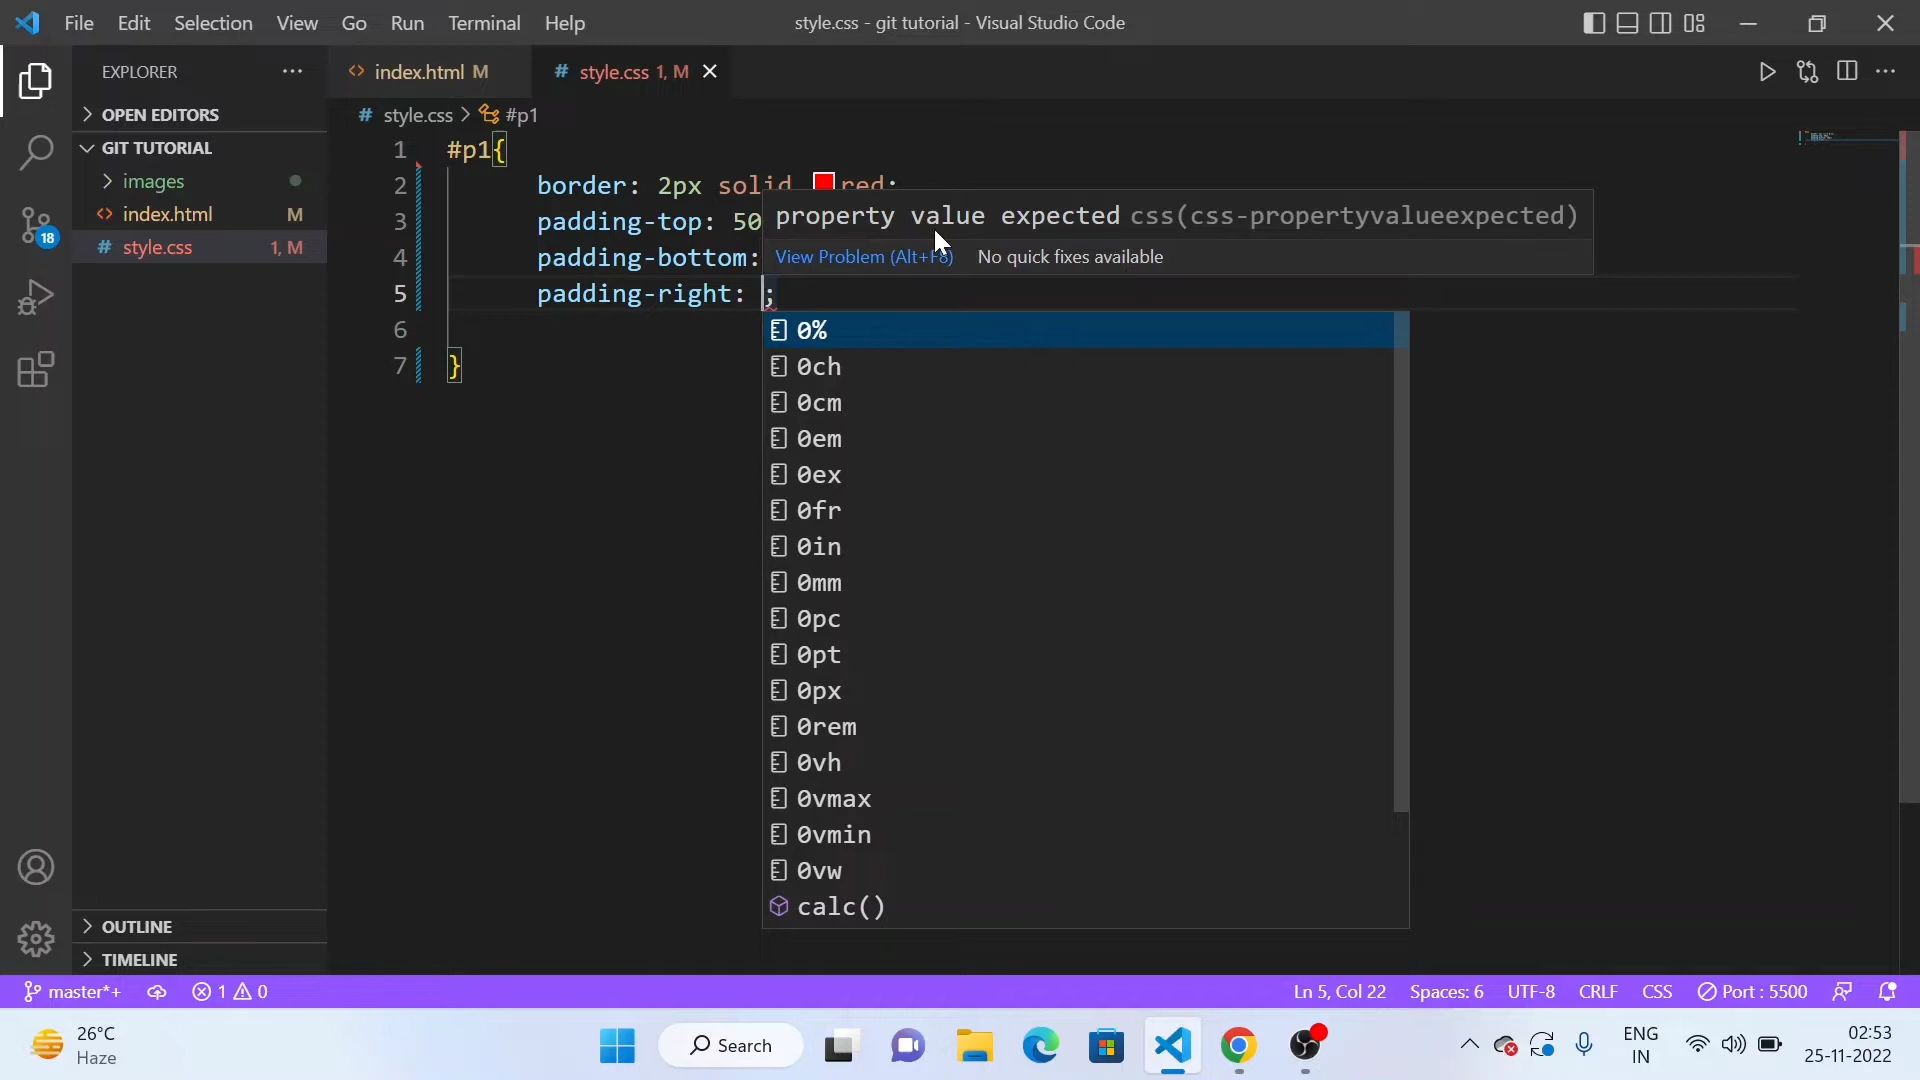 File Edit Selection View Go Run Terminal Help
style.css - git tutorial - Visual Studio Code
EXPLORER
index.html M
style.css 1, M
OPEN EDITORS
style.css > #p1
GIT TUTORIAL
images
index.html M
style.css 1, M
18
1 #p1{
2 border: 2px solid red;
3 padding-top: 50
4 padding-bottom:
5 padding-right: ;
6
7 }
property value expected css(css-propertyvalueexpected)
View Problem (Alt+F8) No quick fixes available
0%
0ch
0cm
0em
0ex
0fr
0in
0mm
0pc
0pt
0px
0rem
0vh
0vmax
0vmin
0vw
calc()
OUTLINE
TIMELINE
master*+ 1 0
Ln 5, Col 22 Spaces: 6 UTF-8 CRLF CSS Port : 5500
26°C
Haze
Search
ENG
IN
02:53
25-11-2022